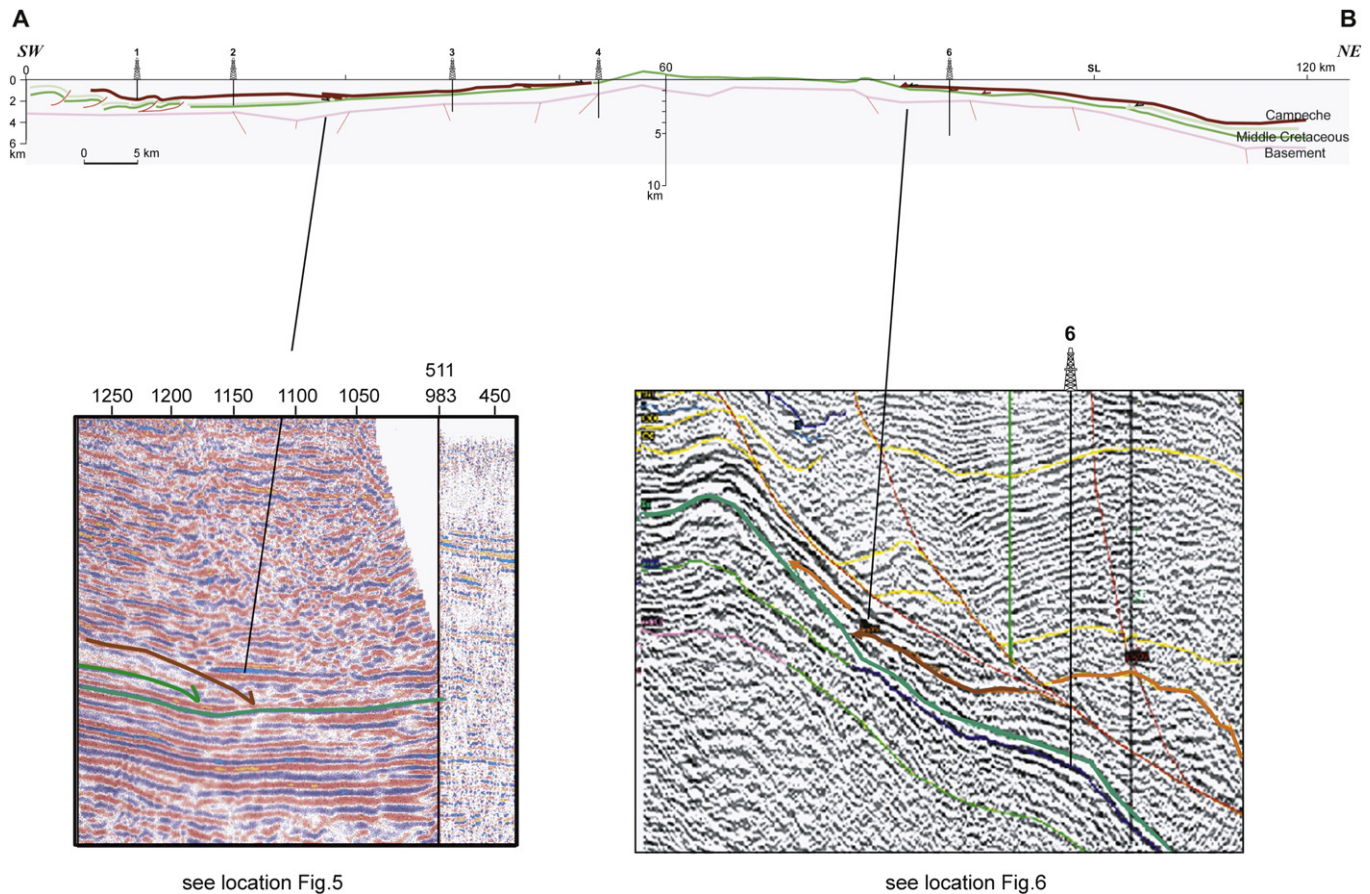 A B
SW NE
1 2 3 4 6
0 60 SL 120 km
0
2
4
6
km
0 5 km
5
10
km
Campeche
Middle Cretaceous
Basement
511
1250 1200 1150 1100 1050 983 450
6
see location Fig.5 see location Fig.6